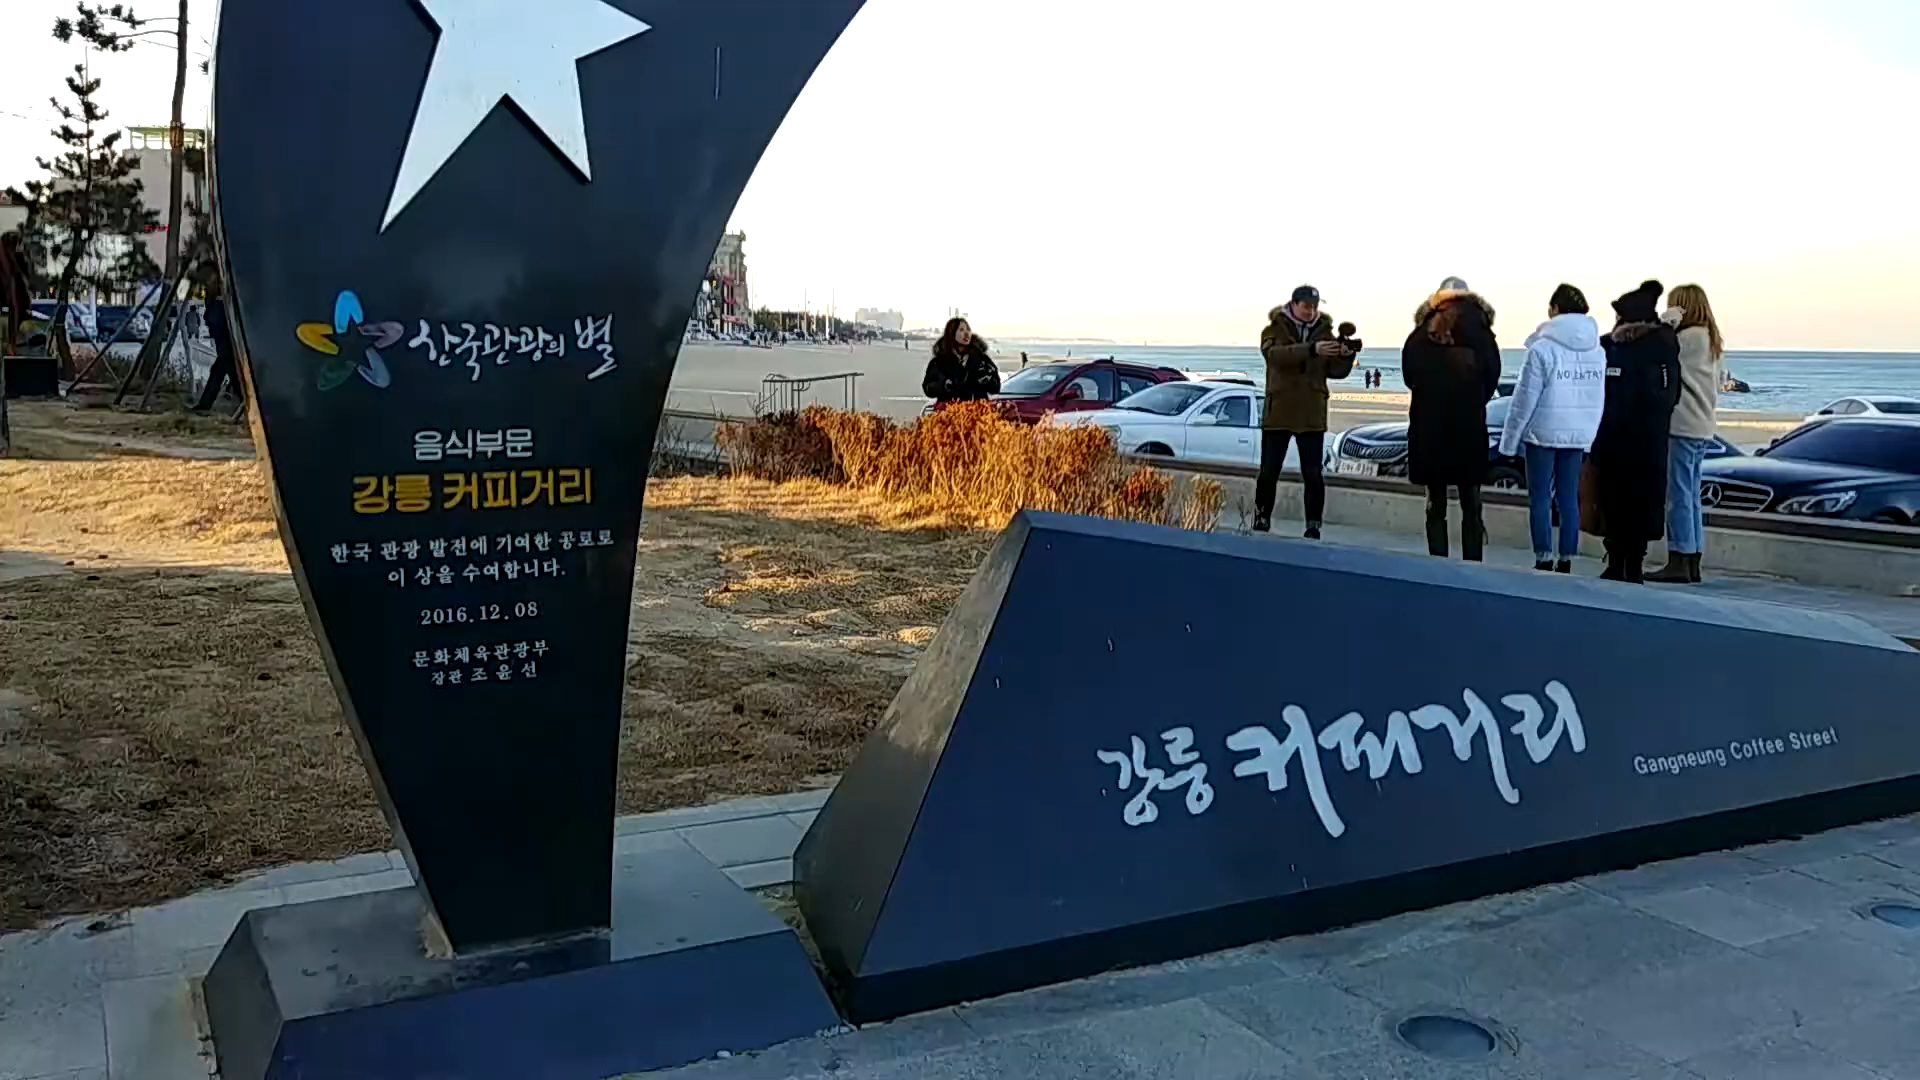 한국관광의 별
음식부문
강릉 커피거리
한국 관광 발전에 기여한 공로로
이 상을 수여합니다.
2016.12.08
문화체육관광부
장관 조윤선
강릉 커피거리
Gangneung Coffee Street
NO ENTRY